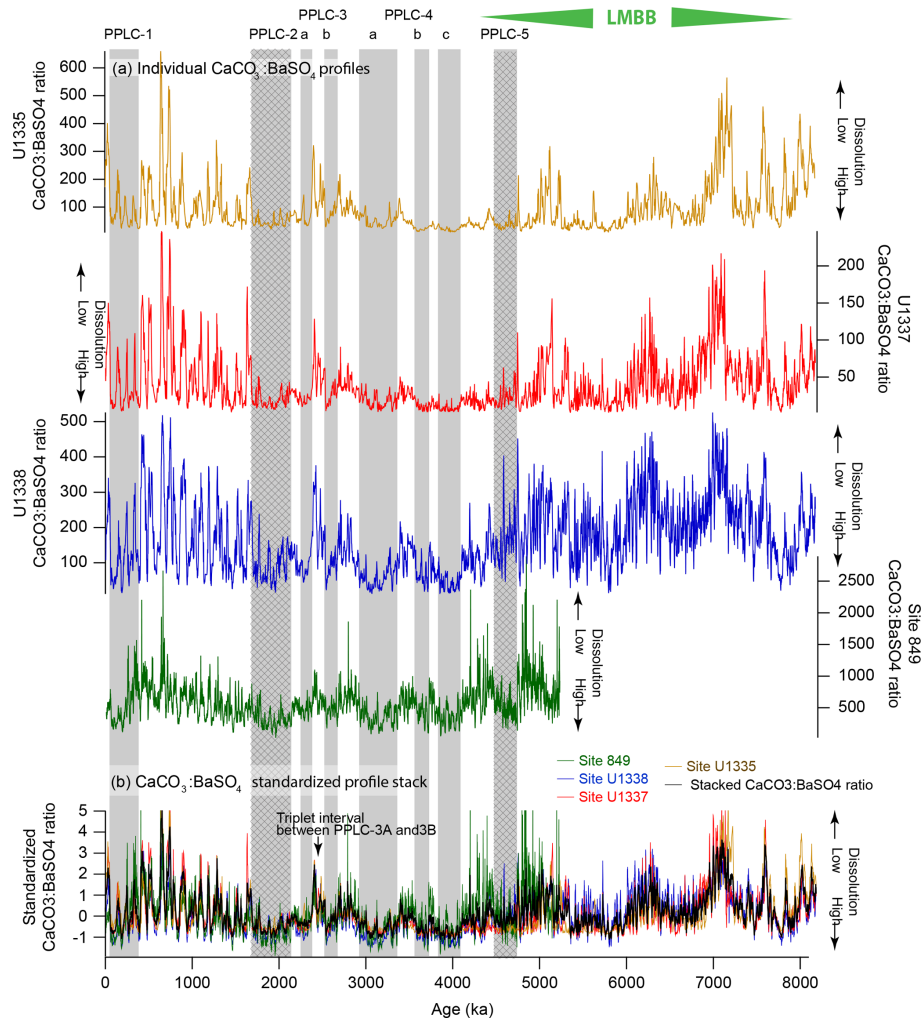 PPLC-3 PPLC-4 LMBB
PPLC-1 PPLC-2 a b a b c PPLC-5
(a) Individual CaCO3:BaSO4 profiles
U1335
CaCO3:BaSO4 ratio
600
500
400
300
200
100
Dissolution
Low High
U1337
CaCO3:BaSO4 ratio
200
150
100
50
Dissolution
Low High
U1338
CaCO3:BaSO4 ratio
500
400
300
200
100
Dissolution
Low High
Site 849
CaCO3:BaSO4 ratio
2500
2000
1500
1000
500
Dissolution
Low High
(b) CaCO3:BaSO4 standardized profile stack
Site 849
Site U1338
Site U1337
Site U1335
Stacked CaCO3:BaSO4 ratio
Triplet interval
between PPLC-3A and3B
Standardized
CaCO3:BaSO4 ratio
5
4
3
2
1
0
-1
Dissolution
Low High
0 1000 2000 3000 4000 5000 6000 7000 8000
Age (ka)